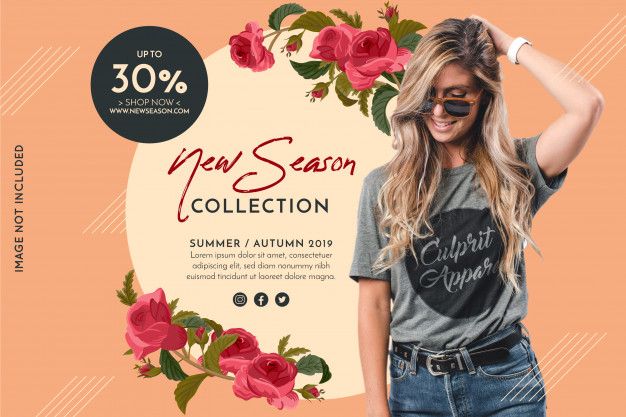 UP TO
30%
> SHOP NOW <
WWW.NEWSEASON.COM
New Season
COLLECTION
SUMMER / AUTUMN 2019
Lorem ipsum dolor sit
amet, consectetuer
adipiscing elit, sed diam
nonummy nibh euismod
tincidunt ut laoreet
dolore magna.
IMAGE NOT INCLUDED
Culprit
Appare